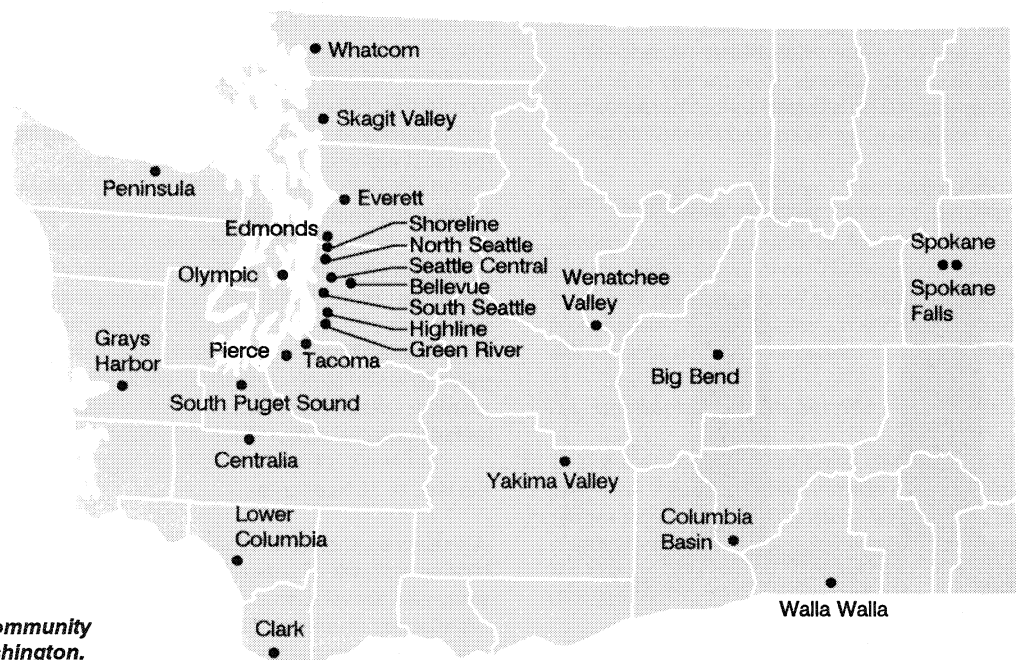 Whatcom
Skagit Valley
Peninsula
Everett
Edmonds
Shoreline
North Seattle
Seattle Central
Bellevue
South Seattle
Highline
Green River
Olympic
Wenatchee
Valley
Spokane
Spokane
Falls
Grays
Harbor
Pierce
Tacoma
Big Bend
South Puget Sound
Centralia
Yakima Valley
Lower
Columbia
Columbia
Basin
Walla Walla
Clark
ommunity
shington.